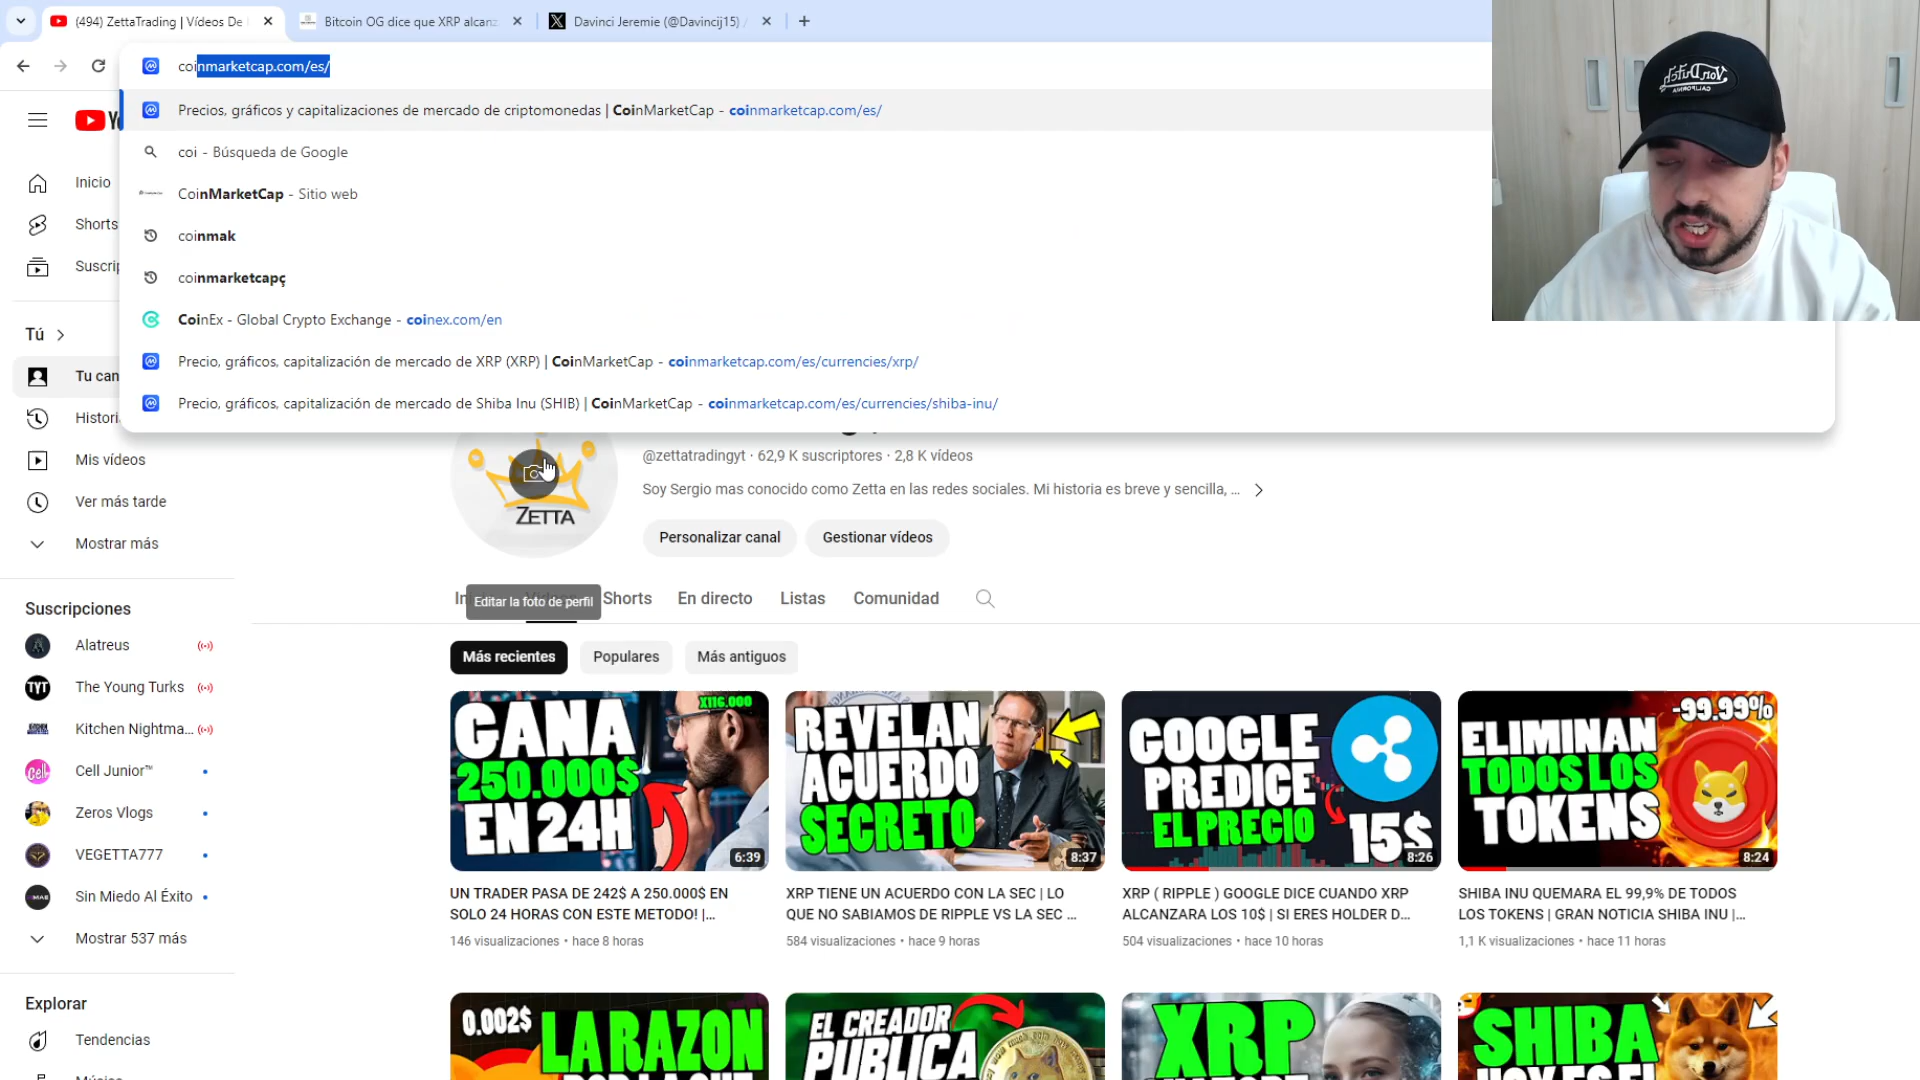 (494) ZettaTrading | Vídeos De
Bitcoin OG dice que XRP alcanz
Davinci Jeremie (@Davincij15) /
coinmarketcap.com/es/
Precios, gráficos y capitalizaciones de mercado de criptomonedas | CoinMarketCap - coinmarketcap.com/es/
coi - Búsqueda de Google
CoinMarketCap - Sitio web
coinmak
coinmarketcapç
CoinEx - Global Crypto Exchange - coinex.com/en
Precio, gráficos, capitalización de mercado de XRP (XRP) | CoinMarketCap - coinmarketcap.com/es/currencies/xrp/
Precio, gráficos, capitalización de mercado de Shiba Inu (SHIB) | CoinMarketCap - coinmarketcap.com/es/currencies/shiba-inu/
Von Dutch
CALIFORNIA
Inicio
Shorts
Suscrip
Tú
Tu can
Histori
Mis vídeos
Ver más tarde
Mostrar más
Suscripciones
Alatreus
The Young Turks
Kitchen Nightma...
Cell Junior™
Zeros Vlogs
VEGETTA777
Sin Miedo Al Éxito
Mostrar 537 más
Explorar
Tendencias
ZETTA
@zettatradingyt · 62,9 K suscriptores · 2,8 K vídeos
Soy Sergio mas conocido como Zetta en las redes sociales. Mi historia es breve y sencilla, ...
Personalizar canal
Gestionar vídeos
Editar la foto de perfil
Shorts
En directo
Listas
Comunidad
Más recientes
Populares
Más antiguos
X116.000
GANA
250.000$
EN 24H
6:39
UN TRADER PASA DE 242$ A 250.000$ EN
SOLO 24 HORAS CON ESTE METODO! |...
146 visualizaciones • hace 8 horas
REVELAN
ACUERDO
SECRETO
8:37
XRP TIENE UN ACUERDO CON LA SEC | LO
QUE NO SABIAMOS DE RIPPLE VS LA SEC ...
584 visualizaciones • hace 9 horas
GOOGLE
PREDICE
EL PRECIO
15$
8:26
XRP ( RIPPLE ) GOOGLE DICE CUANDO XRP
ALCANZARA LOS 10$ | SI ERES HOLDER D...
504 visualizaciones • hace 10 horas
-99.99%
ELIMINAN
TODOS LOS
TOKENS
8:24
SHIBA INU QUEMARA EL 99,9% DE TODOS
LOS TOKENS | GRAN NOTICIA SHIBA INU |...
1,1 K visualizaciones • hace 11 horas
0.002$
LA RAZON
EL CREADOR
PUBLICA
XRP
SHIBA
HOY ES EL